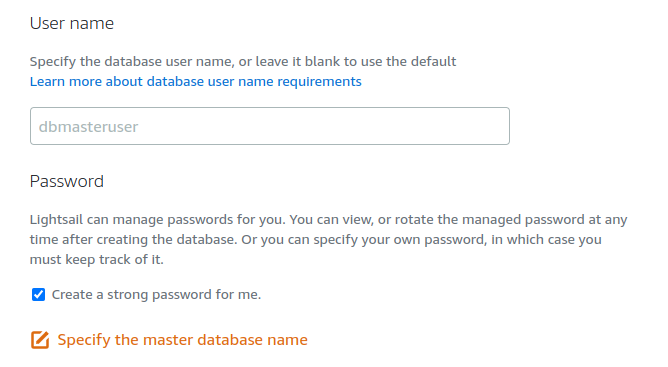 User name
Specify the database user name, or leave it blank to use the default
Learn more about database user name requirements
dbmasteruser
Password
Lightsail can manage passwords for you. You can view, or rotate the managed password at any
time after creating the database. Or you can specify your own password, in which case you
must keep track of it.
Create a strong password for me.
Specify the master database name